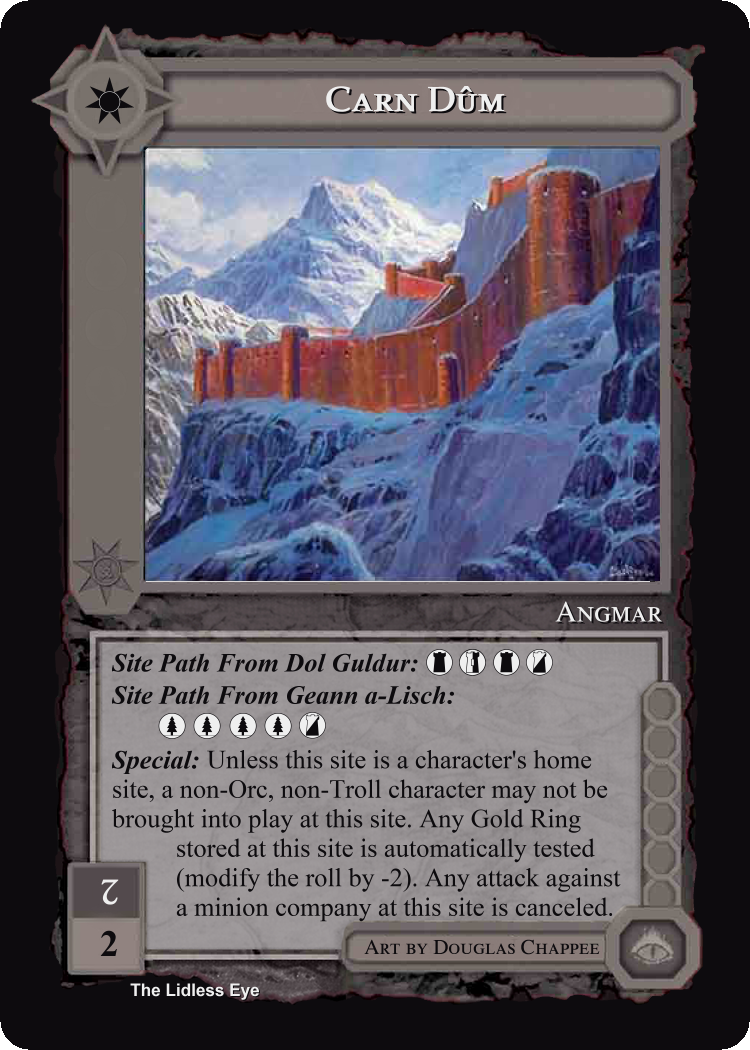 Carn Dûm
Angmar
Site Path From Dol Guldur:
Site Path From Geann a-Lisch:
Special: Unless this site is a character's home
site, a non-Orc, non-Troll character may not be
brought into play at this site. Any Gold Ring
stored at this site is automatically tested
(modify the roll by -2). Any attack against
a minion company at this site is canceled.
2
2
Art by Douglas Chappee
The Lidless Eye